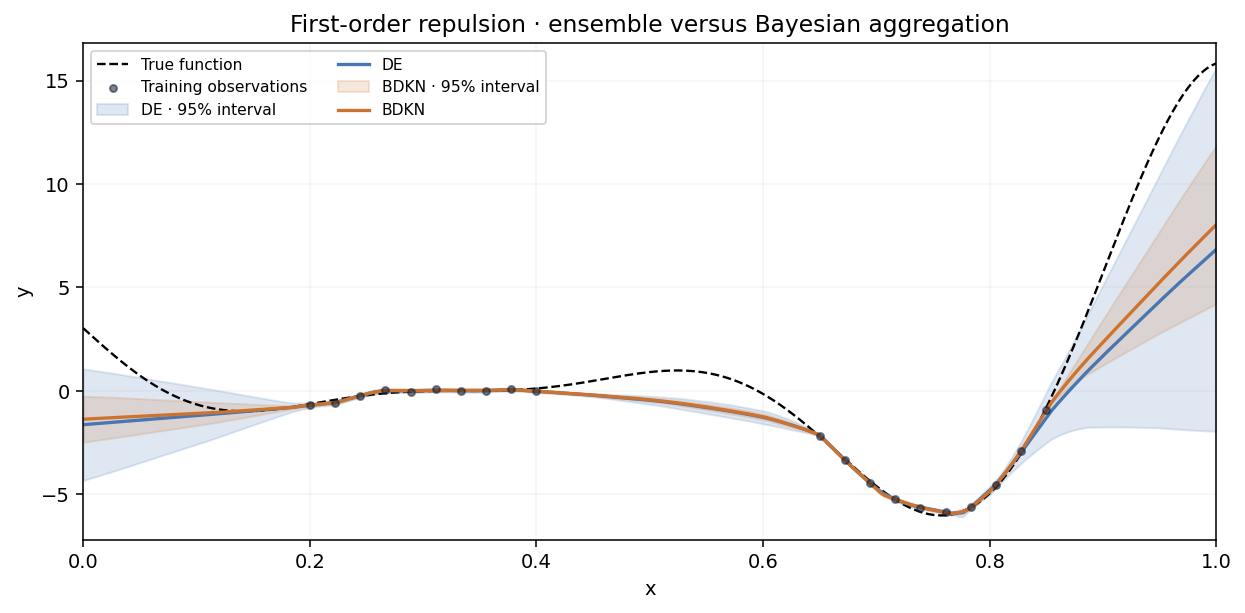 First-order repulsion · ensemble versus Bayesian aggregation
True function
Training observations
DE · 95% interval
DE
BDKN · 95% interval
BDKN
y
15
10
5
0
−5
0.0 0.2 0.4 0.6 0.8 1.0
x